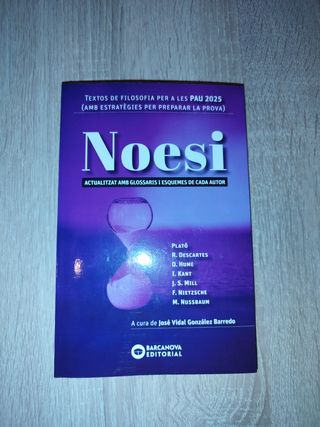 TEXTOS DE FILOSOFIA PER A LES PAU 2025
(AMB ESTRATÈGIES PER PREPARAR LA PROVA)
Noesi
ACTUALITZAT AMB GLOSSARIS I ESQUEMES DE CADA AUTOR
PLATÓ
R. DESCARTES
D. HUME
I. KANT
J. S. MILL
F. NIETZSCHE
M. NUSSBAUM
A cura de José Vidal González Barredo
BARCANOVA
EDITORIAL